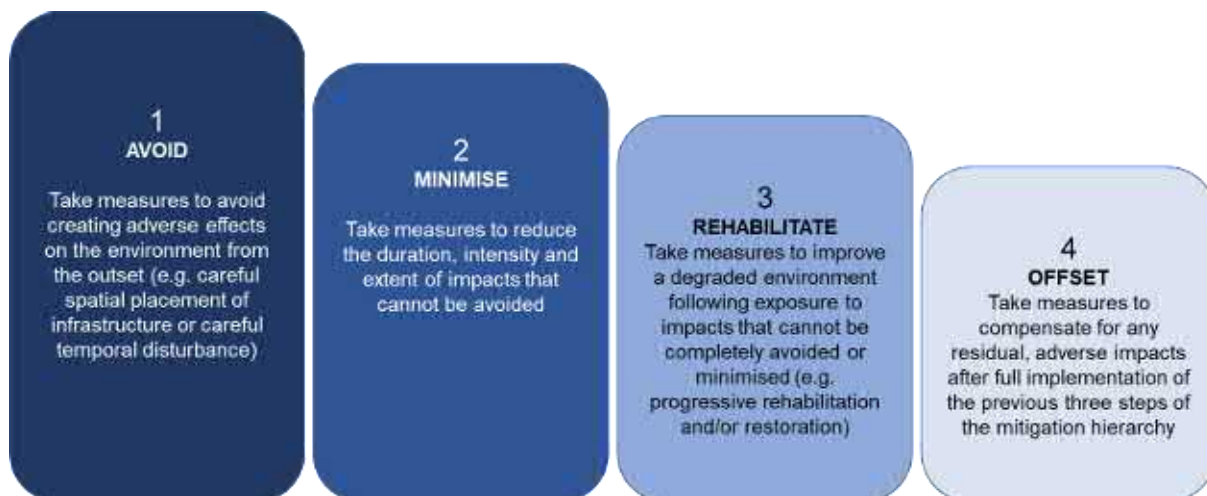 1
AVOID
Take measures to avoid
creating adverse effects
on the environment from
the outset (e.g. careful
spatial placement of
infrastructure or careful
temporal disturbance)
2
MINIMISE
Take measures to reduce
the duration, intensity and
extent of impacts that
cannot be avoided
3
REHABILITATE
Take measures to improve
a degraded environment
following exposure to
impacts that cannot be
completely avoided or
minimised (e.g.
progressive rehabilitation
and/or restoration)
4
OFFSET
Take measures to
compensate for any
residual, adverse impacts
after full implementation of
the previous three steps of
the mitigation hierarchy